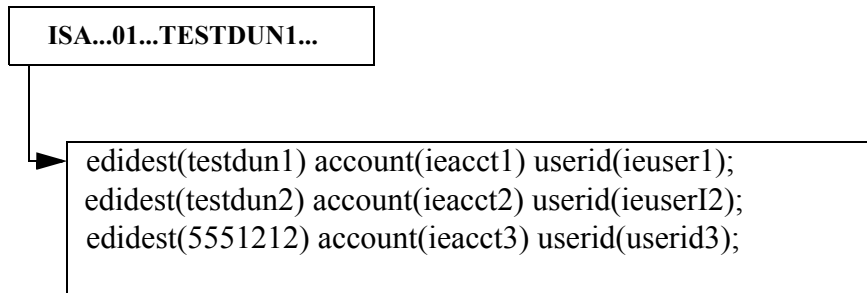 ISA...01...TESTDUN1...
edidest(testdun1) account(ieacct1) userid(ieuser1);
edidest(testdun2) account(ieacct2) userid(ieuserI2);
edidest(5551212) account(ieacct3) userid(userid3);